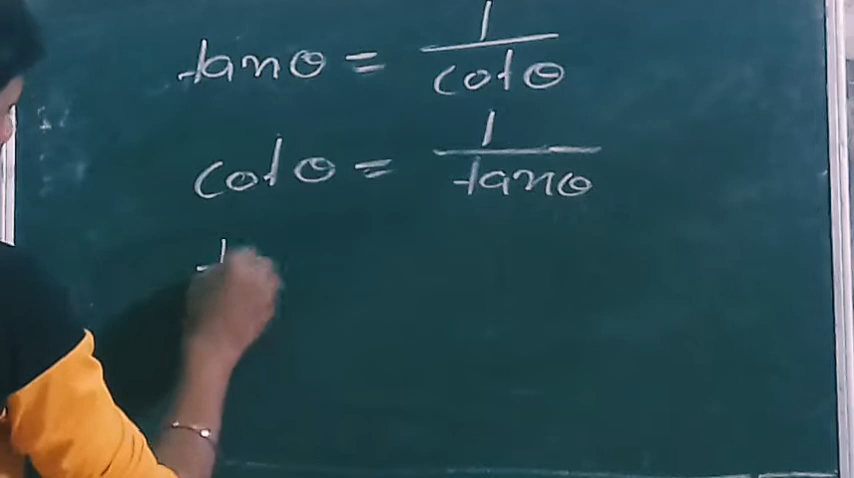 tanθ = 1/cotθ
cotθ = 1/tanθ
t